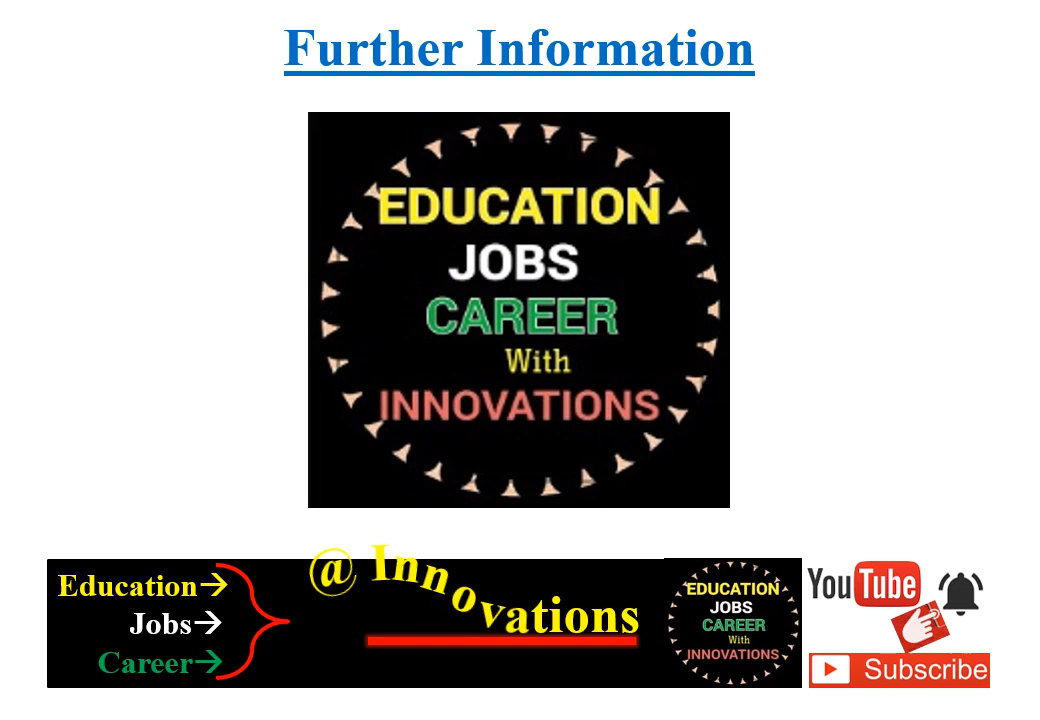 Further Information
EDUCATION
JOBS
CAREER
With
INNOVATIONS
Education→
Jobs→
Career→
@ Innovations
EDUCATION
JOBS
CAREER
With
INNOVATIONS
YouTube
Subscribe